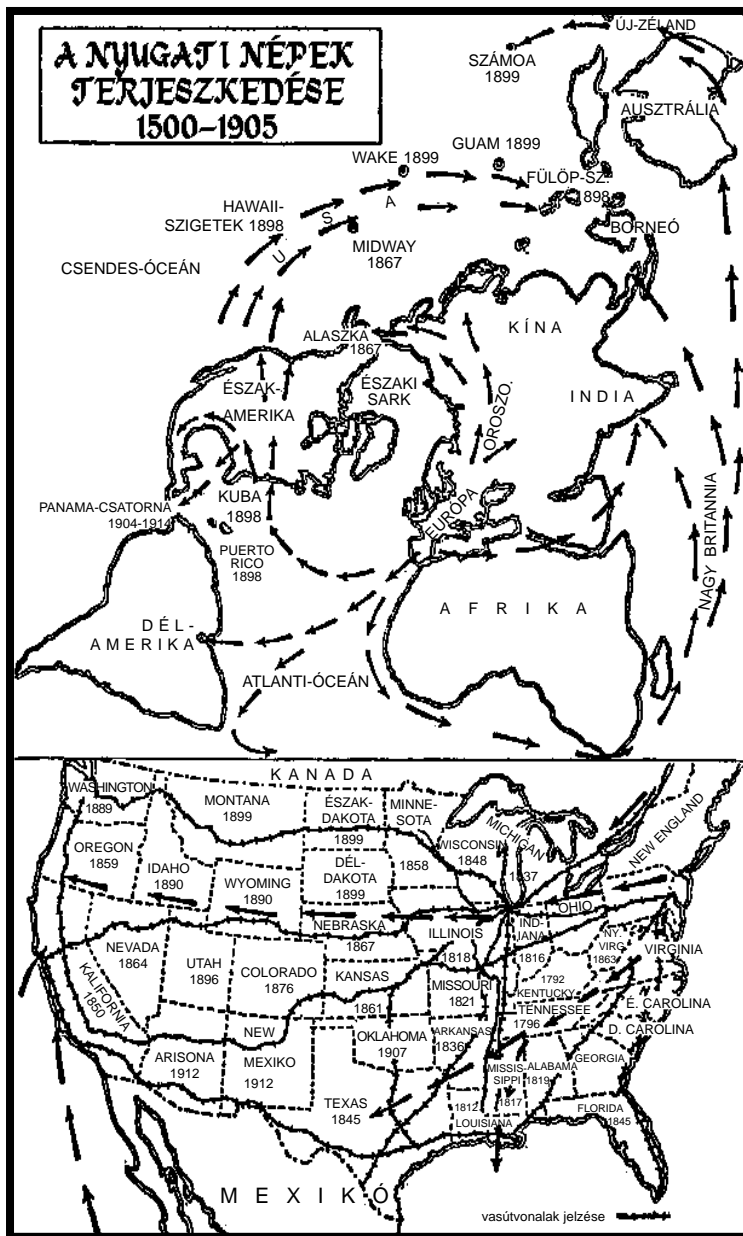 A NYUGATI NÉPEK
TERJESZKEDÉSE
1500–1905
ÚJ-ZÉLAND
SZÁMOA
1899
AUSZTRÁLIA
WAKE 1899
GUAM 1899
FÜLÖP-SZ.
1898
HAWAII-
SZIGETEK 1898
U. S. A
MIDWAY
1867
BORNEÓ
CSENDES-ÓCEÁN
KÍNA
ALASZKA
1867
ÉSZAK-
AMERIKA
ÉSZAKI
SARK
OROSZO.
INDIA
EURÓPA
PANAMA-CSATORNA
1904-1914
KUBA
1898
PUERTO
RICO
1898
NAGY BRITANNIA
AFRIKA
DÉL-
AMERIKA
ATLANTI-ÓCEÁN
KANADA
WASHINGTON
1889
MONTANA
1899
ÉSZAK-
DAKOTA
1899
MINNE-
SOTA
1858
WISCONSIN
1848
MICHIGAN
1837
NEW ENGLAND
OREGON
1859
IDAHO
1890
WYOMING
1890
DÉL-
DAKOTA
1899
NEBRASKA
1867
ILLINOIS
1818
IND-
JANA
1816
OHIO
NY.
VIRG
1863
VIRGINIA
NEVADA
1864
UTAH
1896
COLORADO
1876
KANSAS
1861
MISSOURI
1821
1792
KENTUCKY
TENNESSEE
1796
É. CAROLINA
D. CAROLINA
KALIFORNIA
1850
ARISONA
1912
NEW
MEXIKO
1912
OKLAHOMA
1907
ARKANSAS
1836
MISSIS-
SIPPI
1817
ALABAMA
1819
GEORGIA
TEXAS
1845
1812
LOUISIANA
FLORIDA
1845
MEXIKÓ
vasútvonalak jelzése